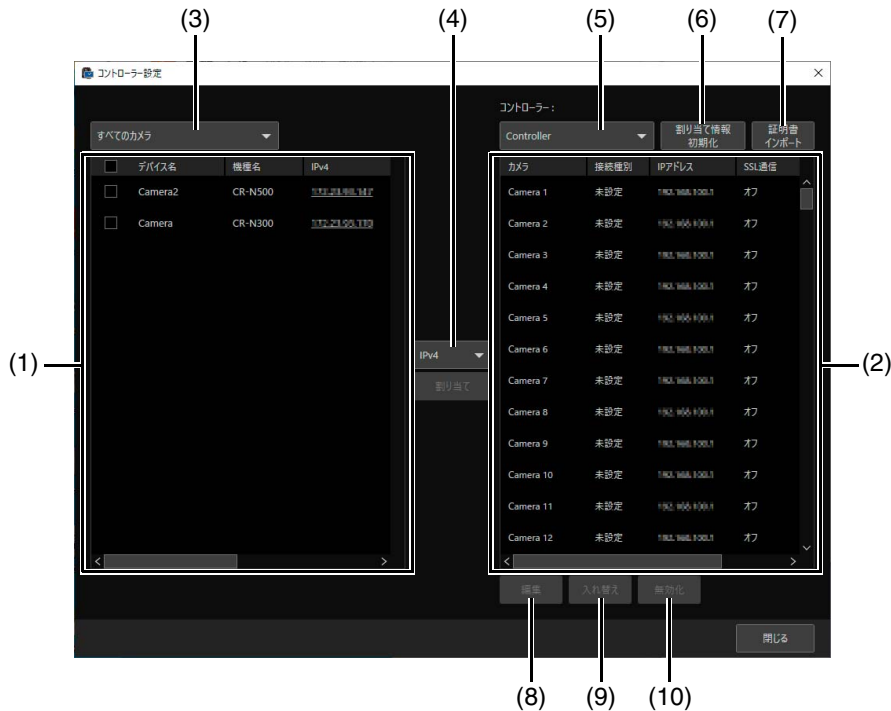 (3) (4) (5) (6) (7)
コントローラー設定
コントローラー :
すべてのカメラ Controller 割り当て情報 証明書
初期化 インポート
デバイス名 機種名 IPv4 カメラ 接続種別 IPアドレス SSL通信
Camera2 CR-N500 Camera 1 未設定 オフ
Camera CR-N300 Camera 2 未設定 オフ
Camera 3 未設定 オフ
Camera 4 未設定 オフ
Camera 5 未設定 オフ
(1) IPv4 Camera 6 未設定 オフ (2)
割り当て Camera 7 未設定 オフ
Camera 8 未設定 オフ
Camera 9 未設定 オフ
Camera 10 未設定 オフ
Camera 11 未設定 オフ
Camera 12 未設定 オフ
編集 入れ替え 無効化
閉じる
(8) (9) (10)